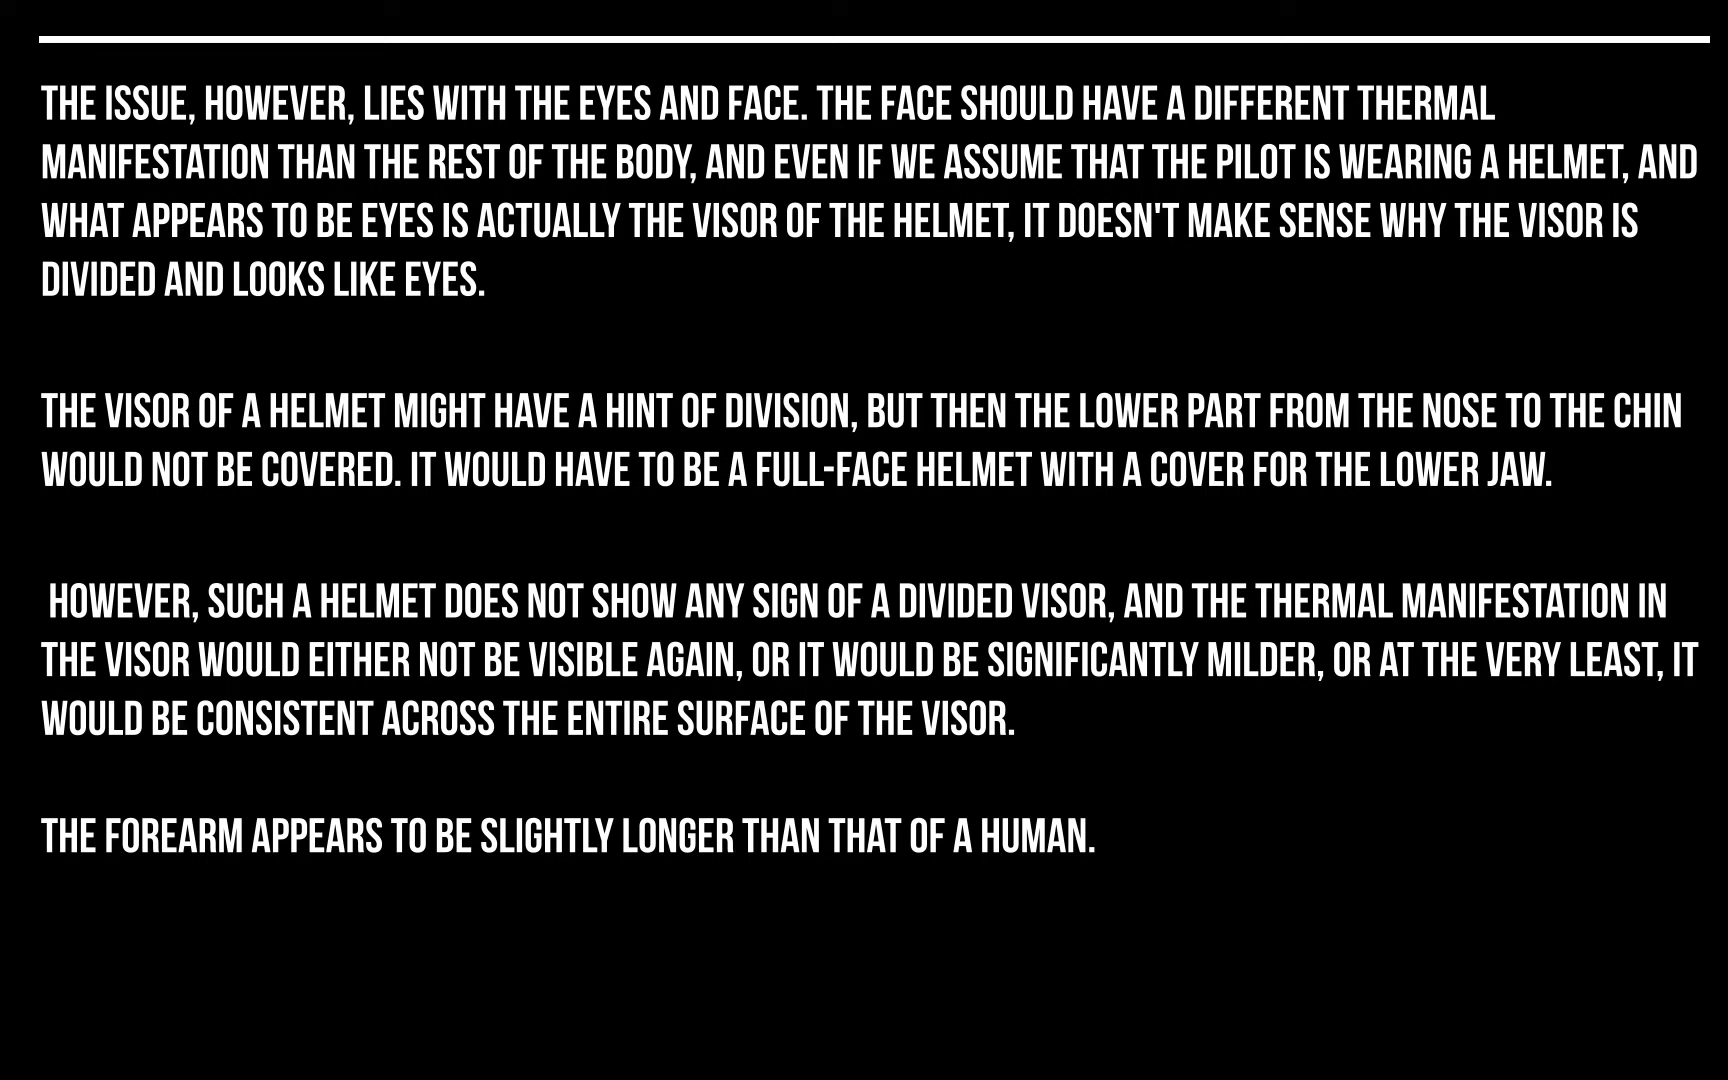 THE ISSUE, HOWEVER, LIES WITH THE EYES AND FACE. THE FACE SHOULD HAVE A DIFFERENT THERMAL
MANIFESTATION THAN THE REST OF THE BODY, AND EVEN IF WE ASSUME THAT THE PILOT IS WEARING A HELMET, AND
WHAT APPEARS TO BE EYES IS ACTUALLY THE VISOR OF THE HELMET, IT DOESN'T MAKE SENSE WHY THE VISOR IS
DIVIDED AND LOOKS LIKE EYES.
THE VISOR OF A HELMET MIGHT HAVE A HINT OF DIVISION, BUT THEN THE LOWER PART FROM THE NOSE TO THE CHIN
WOULD NOT BE COVERED. IT WOULD HAVE TO BE A FULL-FACE HELMET WITH A COVER FOR THE LOWER JAW.
HOWEVER, SUCH A HELMET DOES NOT SHOW ANY SIGN OF A DIVIDED VISOR, AND THE THERMAL MANIFESTATION IN
THE VISOR WOULD EITHER NOT BE VISIBLE AGAIN, OR IT WOULD BE SIGNIFICANTLY MILDER, OR AT THE VERY LEAST, IT
WOULD BE CONSISTENT ACROSS THE ENTIRE SURFACE OF THE VISOR.
THE FOREARM APPEARS TO BE SLIGHTLY LONGER THAN THAT OF A HUMAN.